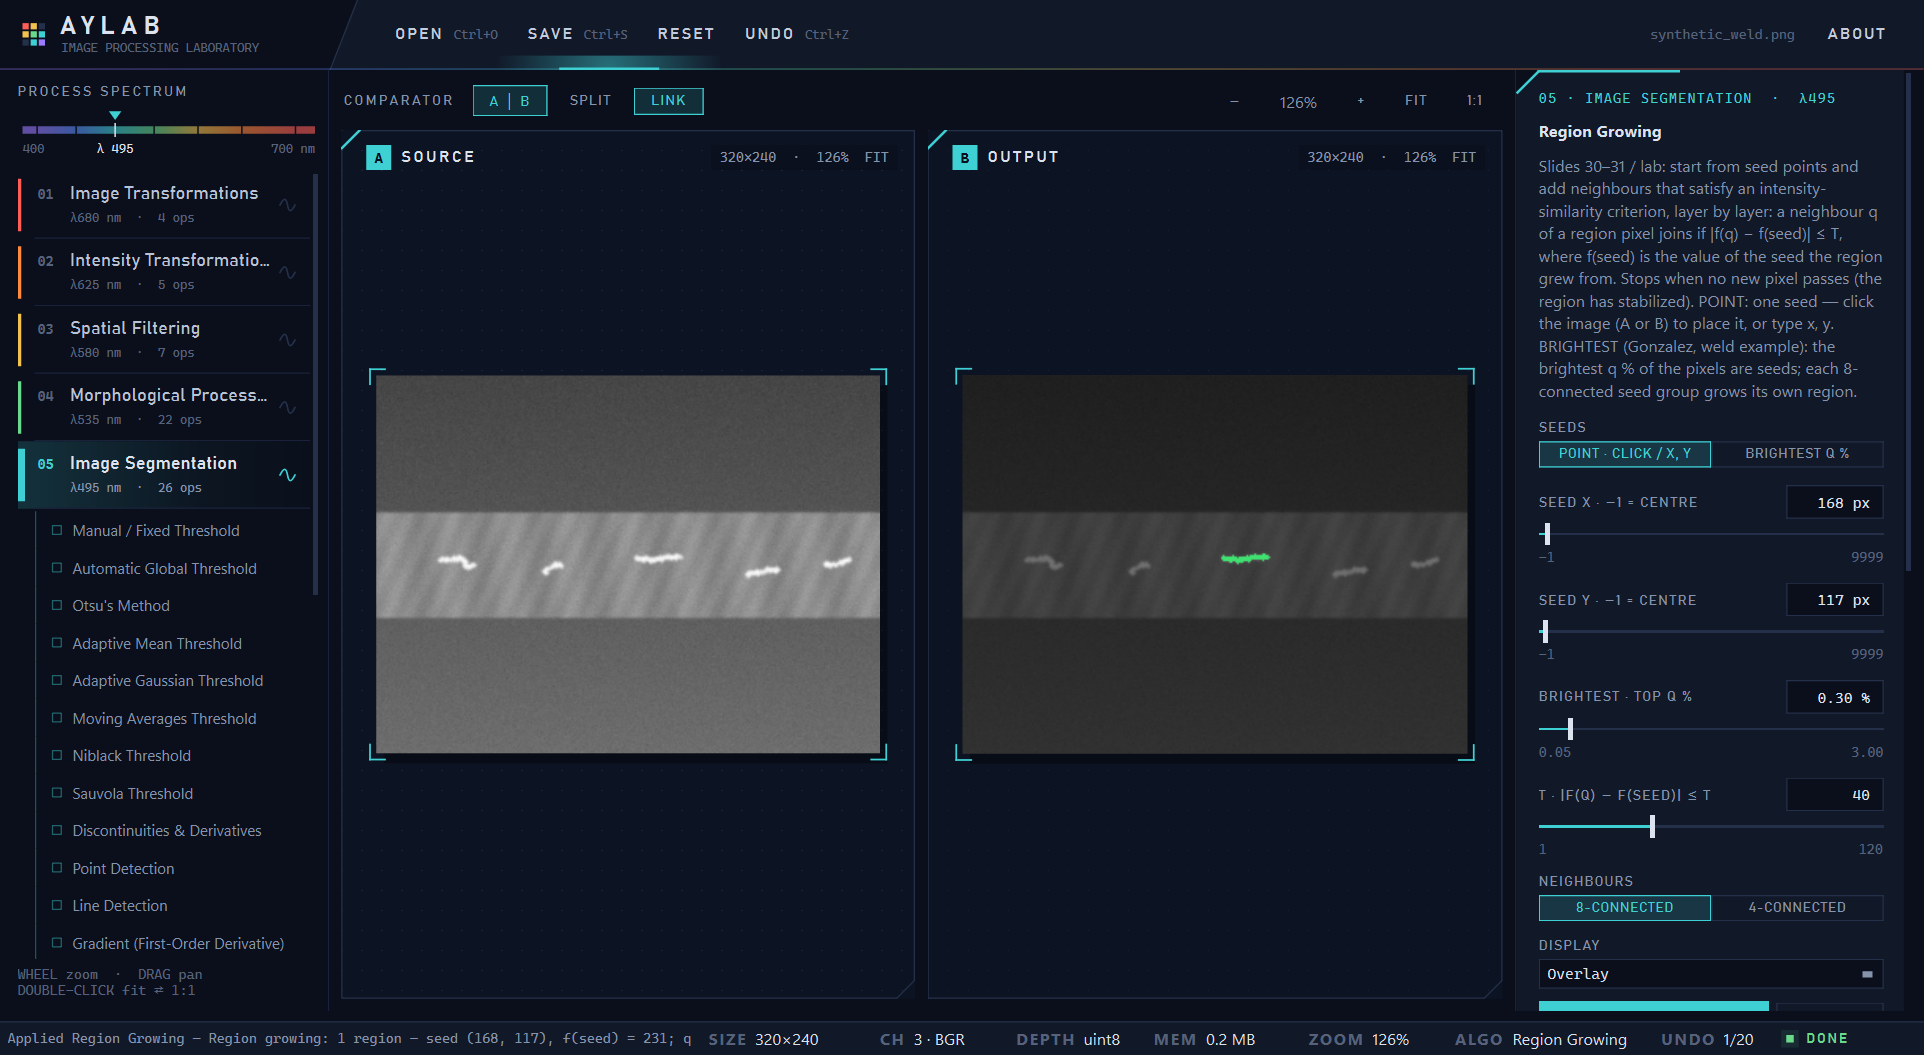 AYLAB
IMAGE PROCESSING LABORATORY
OPEN Ctrl+O SAVE Ctrl+S RESET UNDO Ctrl+Z
synthetic_weld.png ABOUT
PROCESS SPECTRUM
400 λ 495 700 nm
01 Image Transformations
λ680 nm · 4 ops
02 Intensity Transformatio…
λ625 nm · 5 ops
03 Spatial Filtering
λ580 nm · 7 ops
04 Morphological Process…
λ535 nm · 22 ops
05 Image Segmentation
λ495 nm · 26 ops
Manual / Fixed Threshold
Automatic Global Threshold
Otsu's Method
Adaptive Mean Threshold
Adaptive Gaussian Threshold
Moving Averages Threshold
Niblack Threshold
Sauvola Threshold
Discontinuities & Derivatives
Point Detection
Line Detection
Gradient (First-Order Derivative)
WHEEL zoom · DRAG pan
DOUBLE-CLICK fit ⇄ 1:1
COMPARATOR A | B SPLIT LINK − 126% + FIT 1:1
A SOURCE 320×240 · 126% FIT
B OUTPUT 320×240 · 126% FIT
05 · IMAGE SEGMENTATION · λ495
Region Growing
Slides 30–31 / lab: start from seed points and
add neighbours that satisfy an intensity-
similarity criterion, layer by layer: a neighbour q
of a region pixel joins if |f(q) − f(seed)| ≤ T,
where f(seed) is the value of the seed the region
grew from. Stops when no new pixel passes (the
region has stabilized). POINT: one seed — click
the image (A or B) to place it, or type x, y.
BRIGHTEST (Gonzalez, weld example): the
brightest q % of the pixels are seeds; each 8-
connected seed group grows its own region.
SEEDS
POINT · CLICK / X, Y BRIGHTEST Q %
SEED X · −1 = CENTRE 168 px
−1 9999
SEED Y · −1 = CENTRE 117 px
−1 9999
BRIGHTEST · TOP Q % 0.30 %
0.05 3.00
T · |F(Q) − F(SEED)| ≤ T 40
1 120
NEIGHBOURS
8-CONNECTED 4-CONNECTED
DISPLAY
Overlay
Applied Region Growing — Region growing: 1 region — seed (168, 117), f(seed) = 231; q SIZE 320×240 CH 3 · BGR DEPTH uint8 MEM 0.2 MB ZOOM 126% ALGO Region Growing UNDO 1/20 DONE